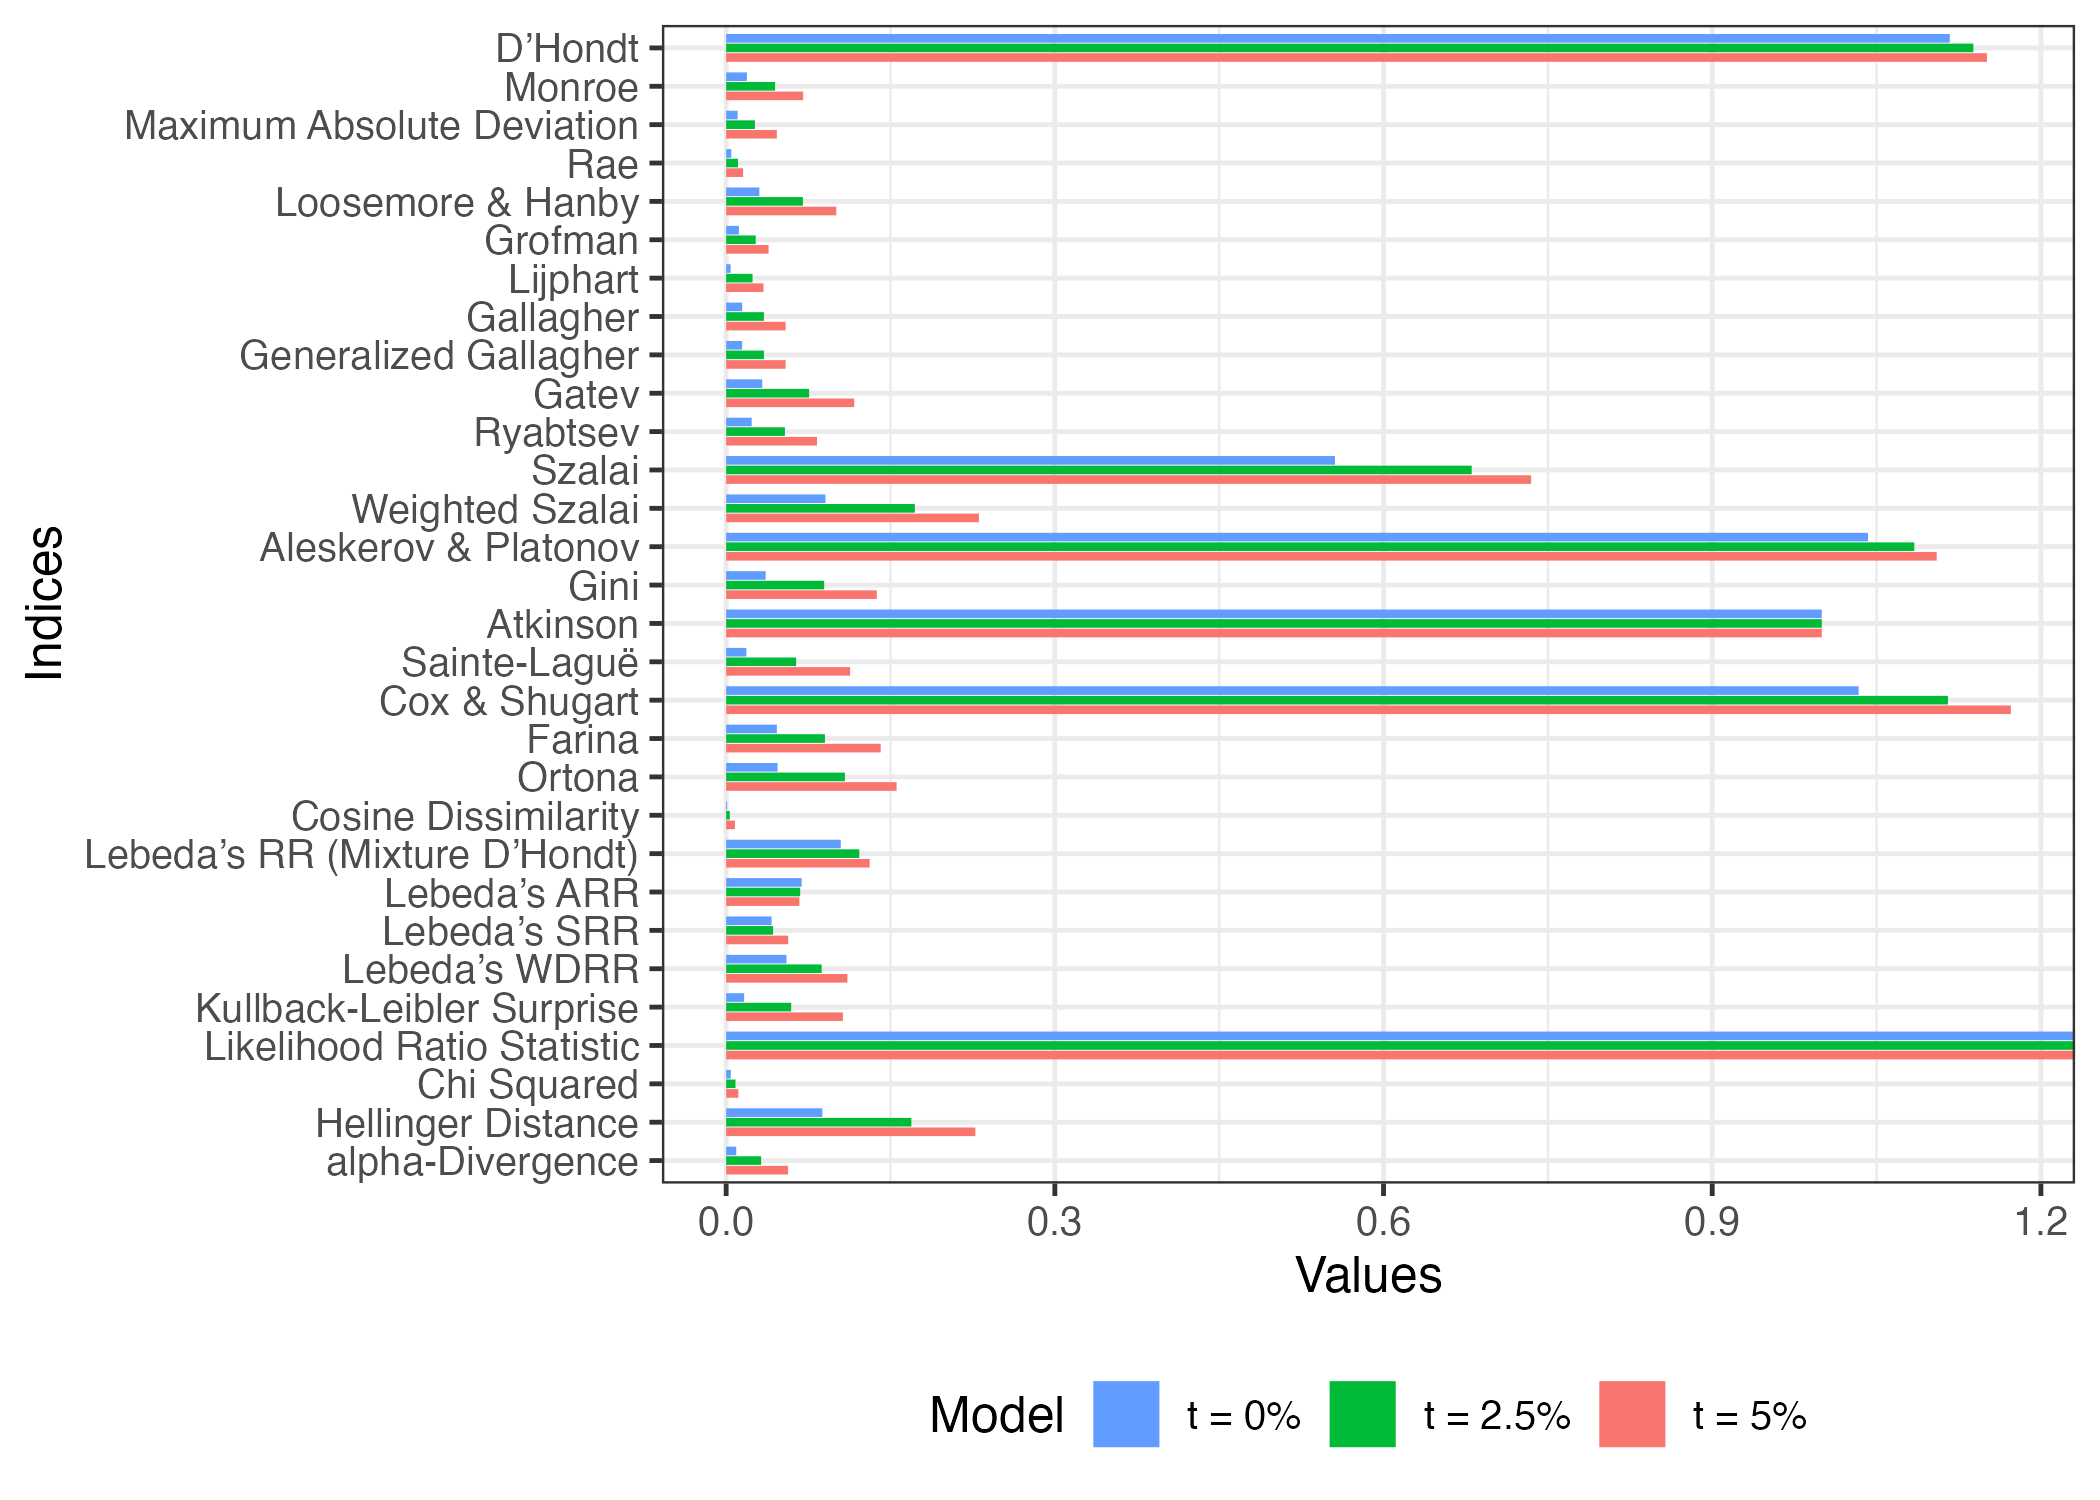 D’Hondt
Monroe
Maximum Absolute Deviation
Rae
Loosemore & Hanby
Grofman
Lijphart
Gallagher
Generalized Gallagher
Gatev
Ryabtsev
Szalai
Weighted Szalai
Aleskerov & Platonov
Gini
Atkinson
Sainte-Laguë
Cox & Shugart
Farina
Ortona
Cosine Dissimilarity
Lebeda’s RR (Mixture D’Hondt)
Lebeda’s ARR
Lebeda’s SRR
Lebeda’s WDRR
Kullback-Leibler Surprise
Likelihood Ratio Statistic
Chi Squared
Hellinger Distance
alpha-Divergence
Indices
0.0 0.3 0.6 0.9 1.2
Values
Model t = 0% t = 2.5% t = 5%